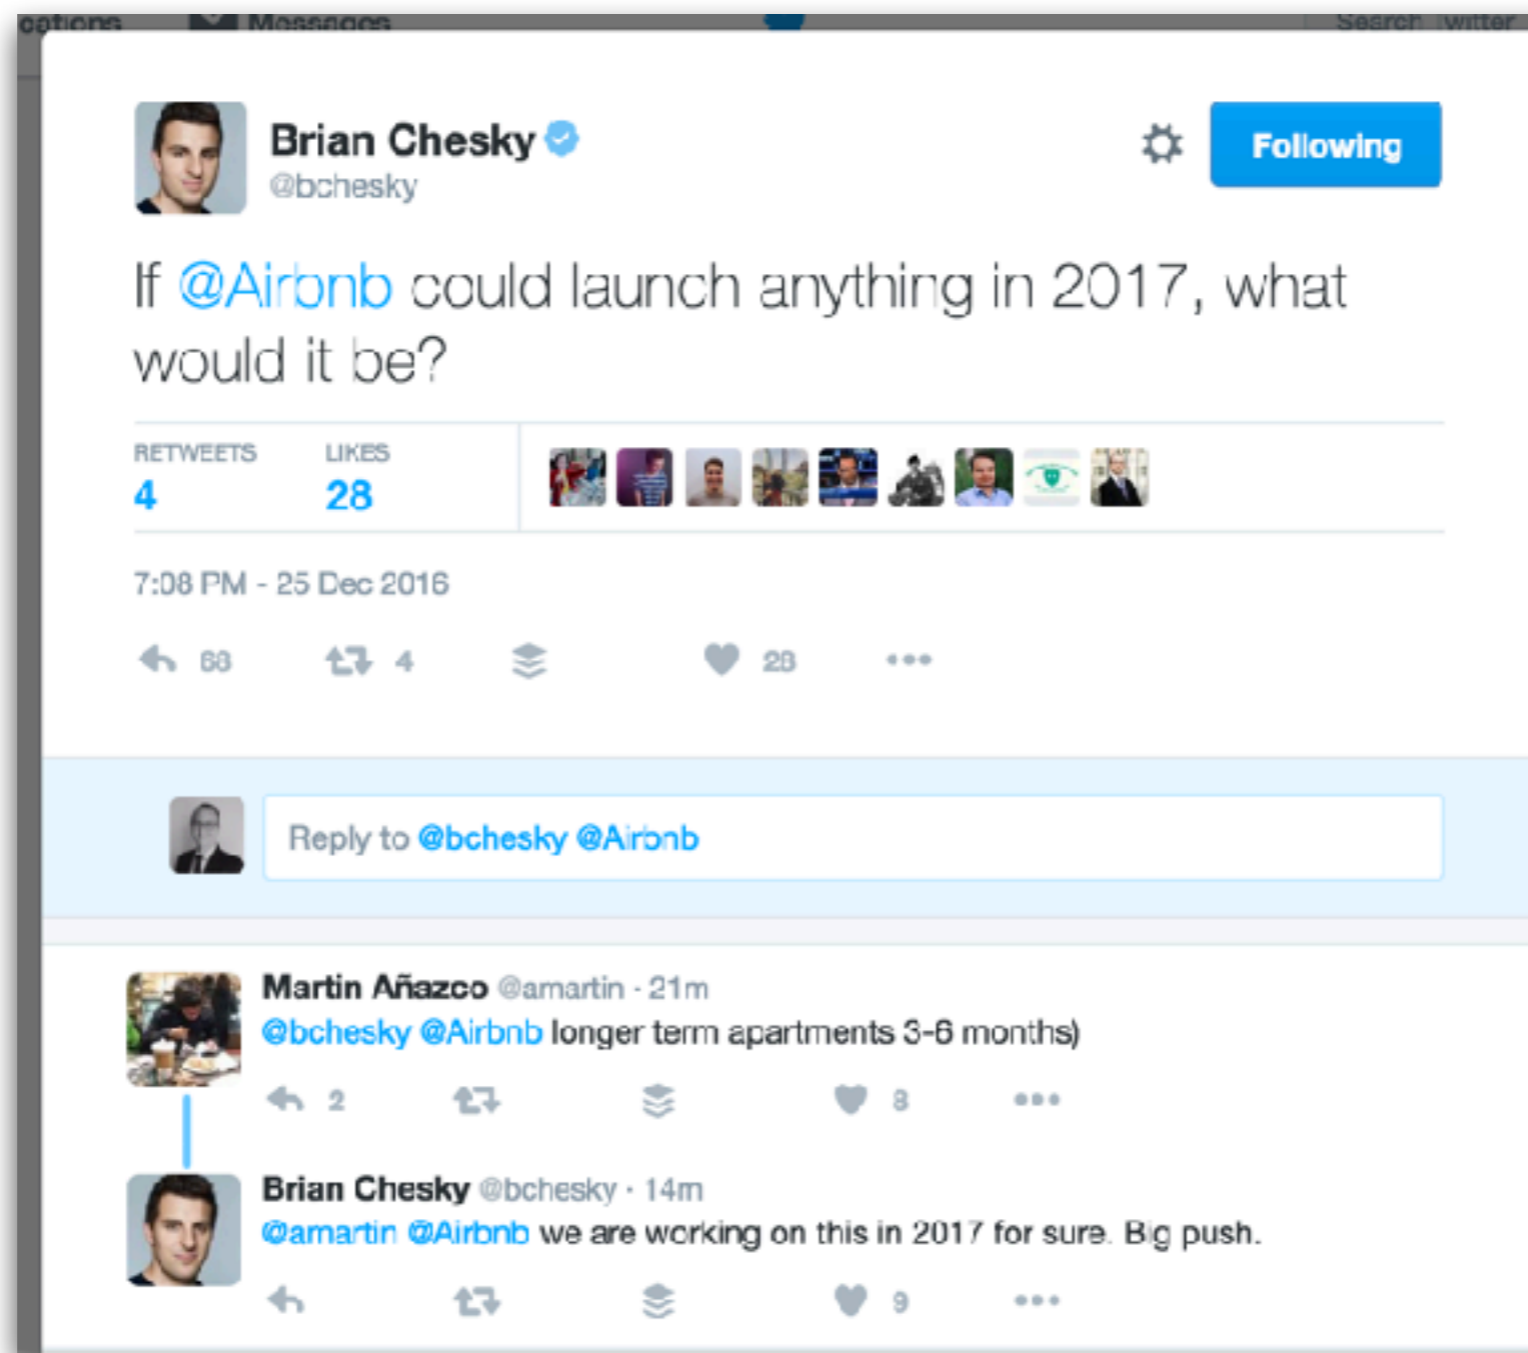 Messages
Search Twitter
Brian Chesky
@bchesky
Following
If @Airbnb could launch anything in 2017, what
would it be?
RETWEETS LIKES
4 28
7:08 PM - 25 Dec 2016
68 4 28
Reply to @bchesky @Airbnb
Martin Añazco @amartin · 21m
@bchesky @Airbnb longer term apartments 3-6 months)
2 8
Brian Chesky @bchesky · 14m
@amartin @Airbnb we are working on this in 2017 for sure. Big push.
9